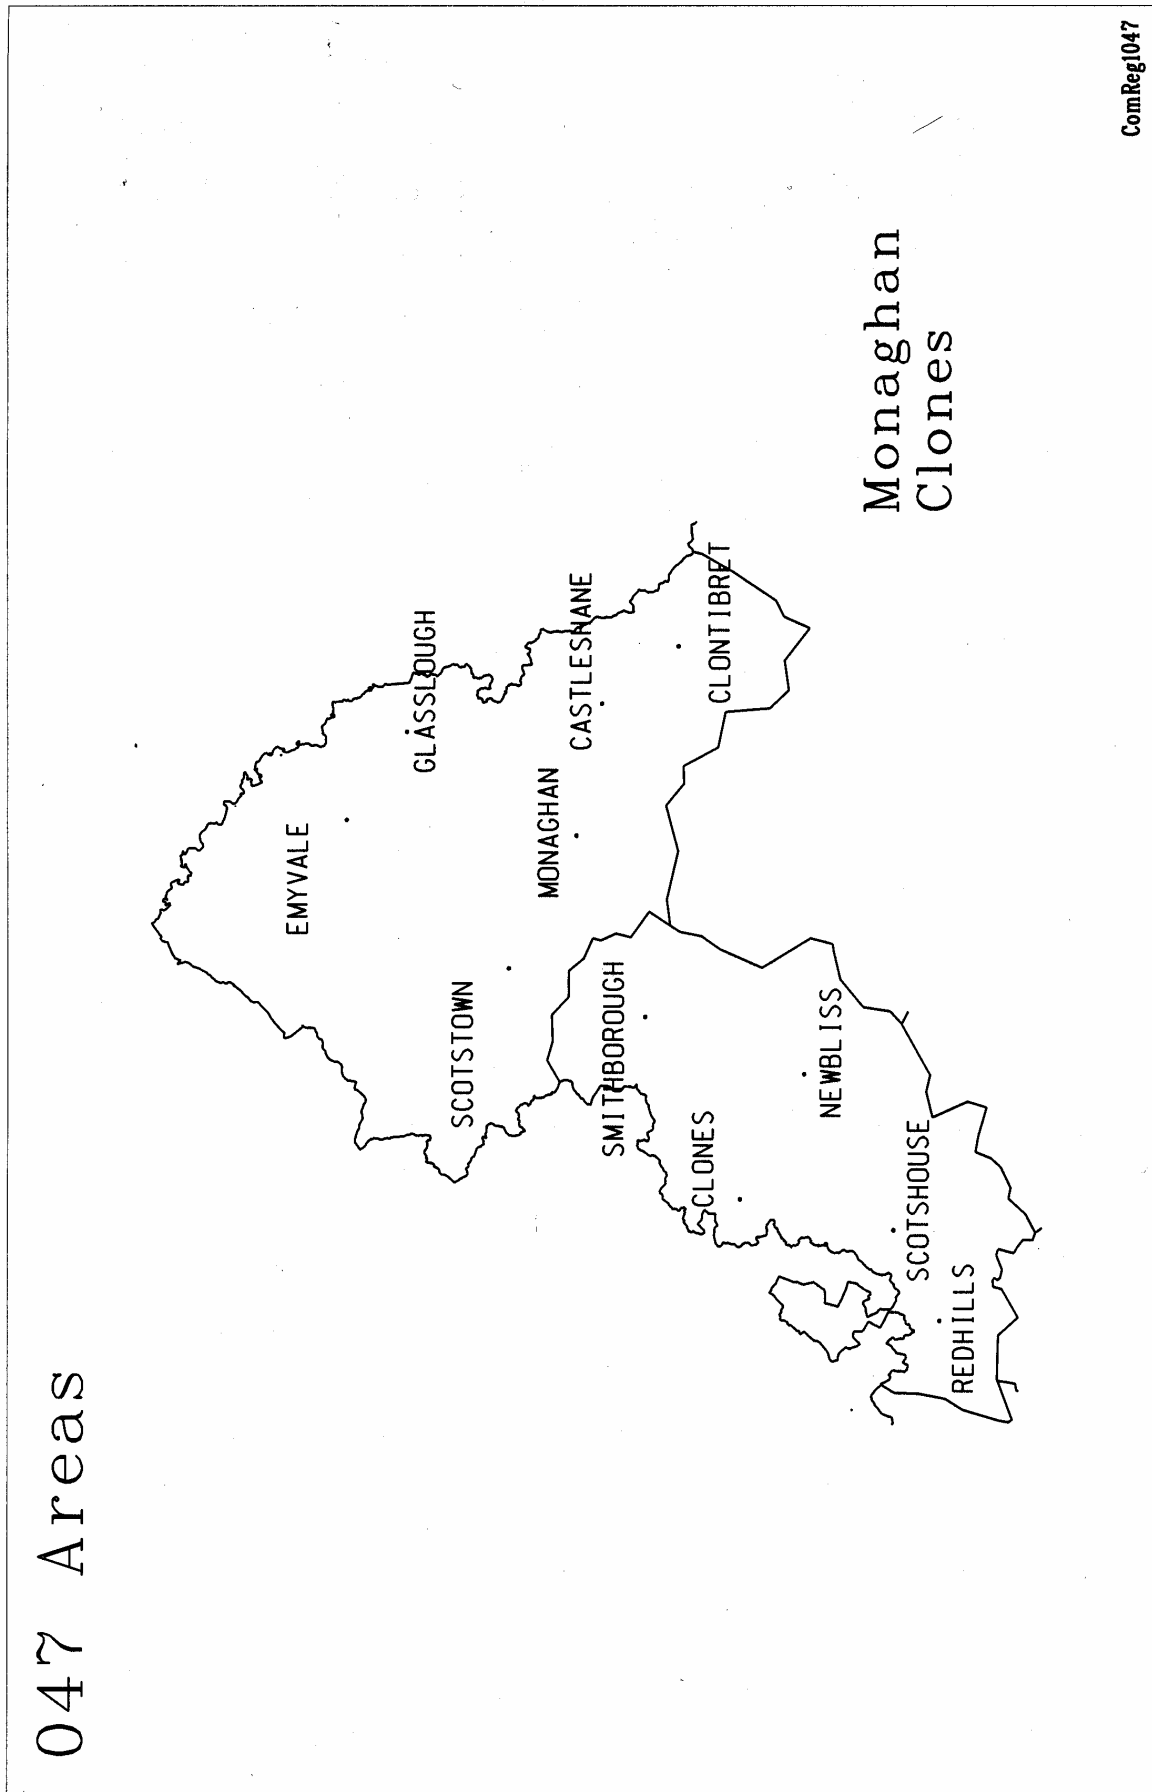 047 Areas
EMYVALE
GLASSLOUGH
SCOTSTOWN
MONAGHAN
CASTLESHANE
SMITHBOROUGH
CLONTIBRET
CLONES
NEWBLISS
SCOTSHOUSE
REDHILLS
Monaghan
Clones
ComReg1047